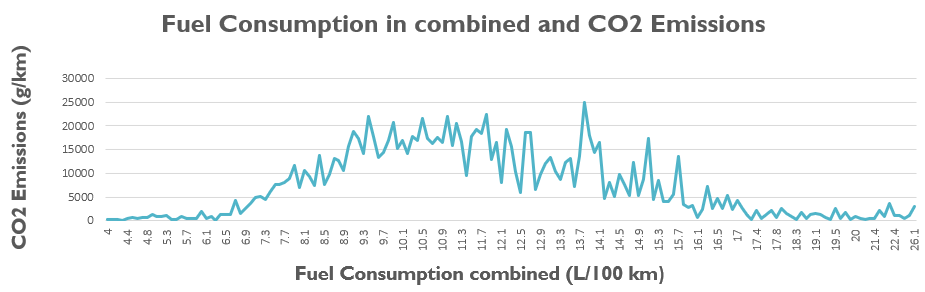 Fuel Consumption in combined and CO2 Emissions
CO2 Emissions (g/km)
30000
25000
20000
15000
10000
5000
0
4 4.4 4.8 5.3 5.7 6.1 6.5 6.9 7.3 7.7 8.1 8.5 8.9 9.3 9.7 10.1 10.5 10.9 11.3 11.7 12.1 12.5 12.9 13.3 13.7 14.1 14.5 14.9 15.3 15.7 16.1 16.5 17 17.4 17.8 18.3 19.1 19.5 20 21.4 22.4 26.1
Fuel Consumption combined (L/100 km)